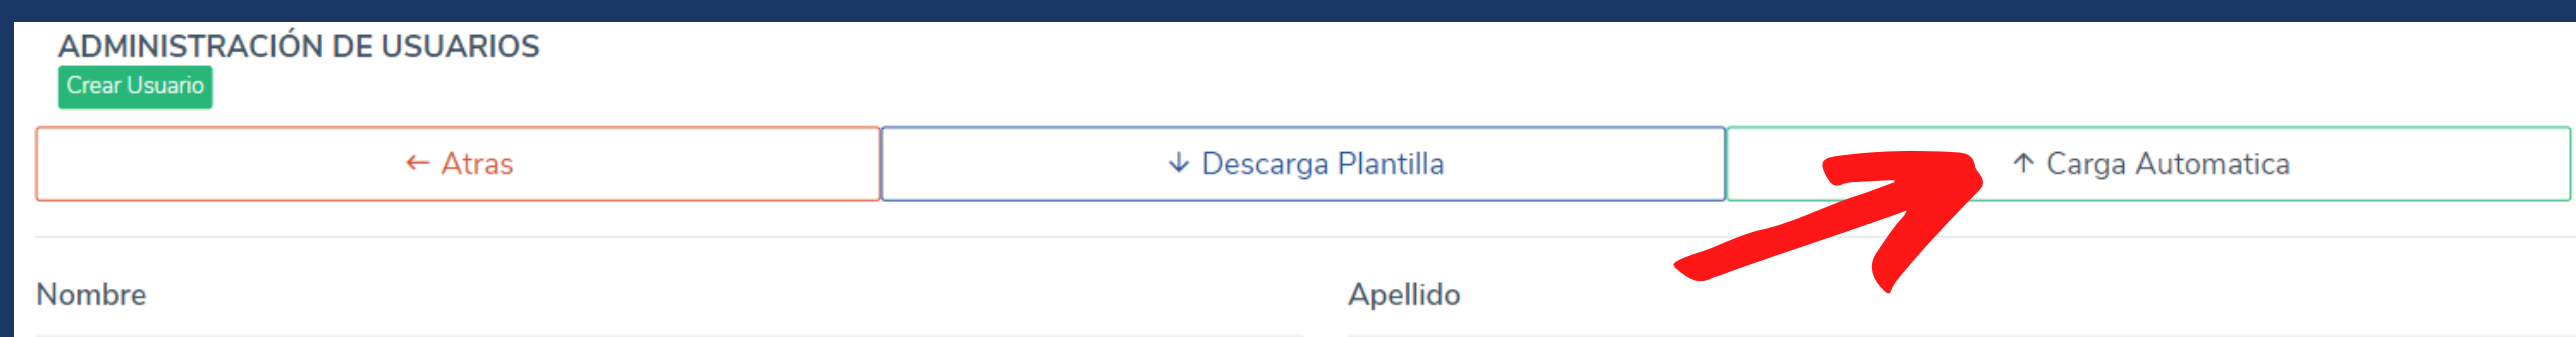 ADMINISTRACIÓN DE USUARIOS
Crear Usuario
← Atras
↓ Descarga Plantilla
↑ Carga Automatica
Nombre
Apellido